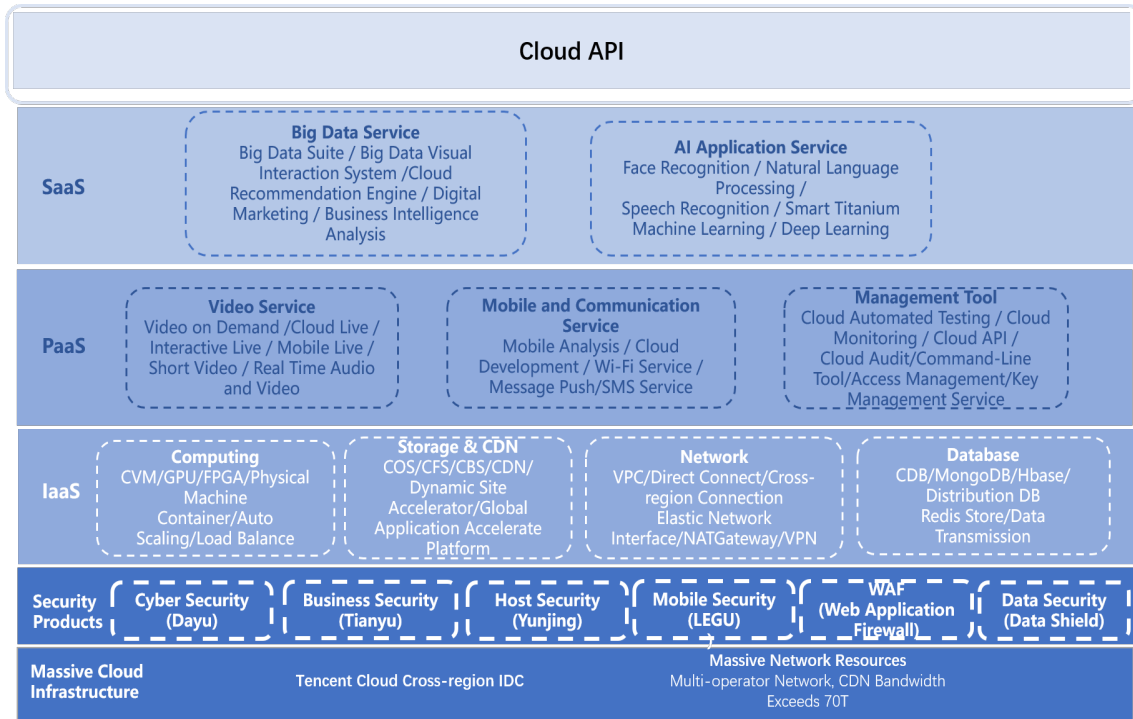 Cloud API
SaaS
Big Data Service
Big Data Suite / Big Data Visual
Interaction System /Cloud
Recommendation Engine / Digital
Marketing / Business Intelligence
Analysis
AI Application Service
Face Recognition / Natural Language
Processing /
Speech Recognition / Smart Titanium
Machine Learning / Deep Learning
PaaS
Video Service
Video on Demand /Cloud Live /
Interactive Live / Mobile Live /
Short Video / Real Time Audio
and Video
Mobile and Communication
Service
Mobile Analysis / Cloud
Development / Wi-Fi Service /
Message Push/SMS Service
Management Tool
Cloud Automated Testing / Cloud
Monitoring / Cloud API /
Cloud Audit/Command-Line
Tool/Access Management/Key
Management Service
IaaS
Computing
CVM/GPU/FPGA/Physical
Machine
Container/Auto
Scaling/Load Balance
Storage & CDN
COS/CFS/CBS/CDN/
Dynamic Site
Accelerator/Global
Application Accelerate
Platform
Network
VPC/Direct Connect/Cross-
region Connection
Elastic Network
Interface/NATGateway/VPN
Database
CDB/MongoDB/Hbase/
Distribution DB
Redis Store/Data
Transmission
Security
Products
Cyber Security
(Dayu)
Business Security
(Tianyu)
Host Security
(Yunjing)
Mobile Security
(LEGU)
)
WAF
(Web Application
Firewall)
Data Security
(Data Shield)
Massive Cloud
Infrastructure
Tencent Cloud Cross-region IDC
Massive Network Resources
Multi-operator Network, CDN Bandwidth
Exceeds 70T